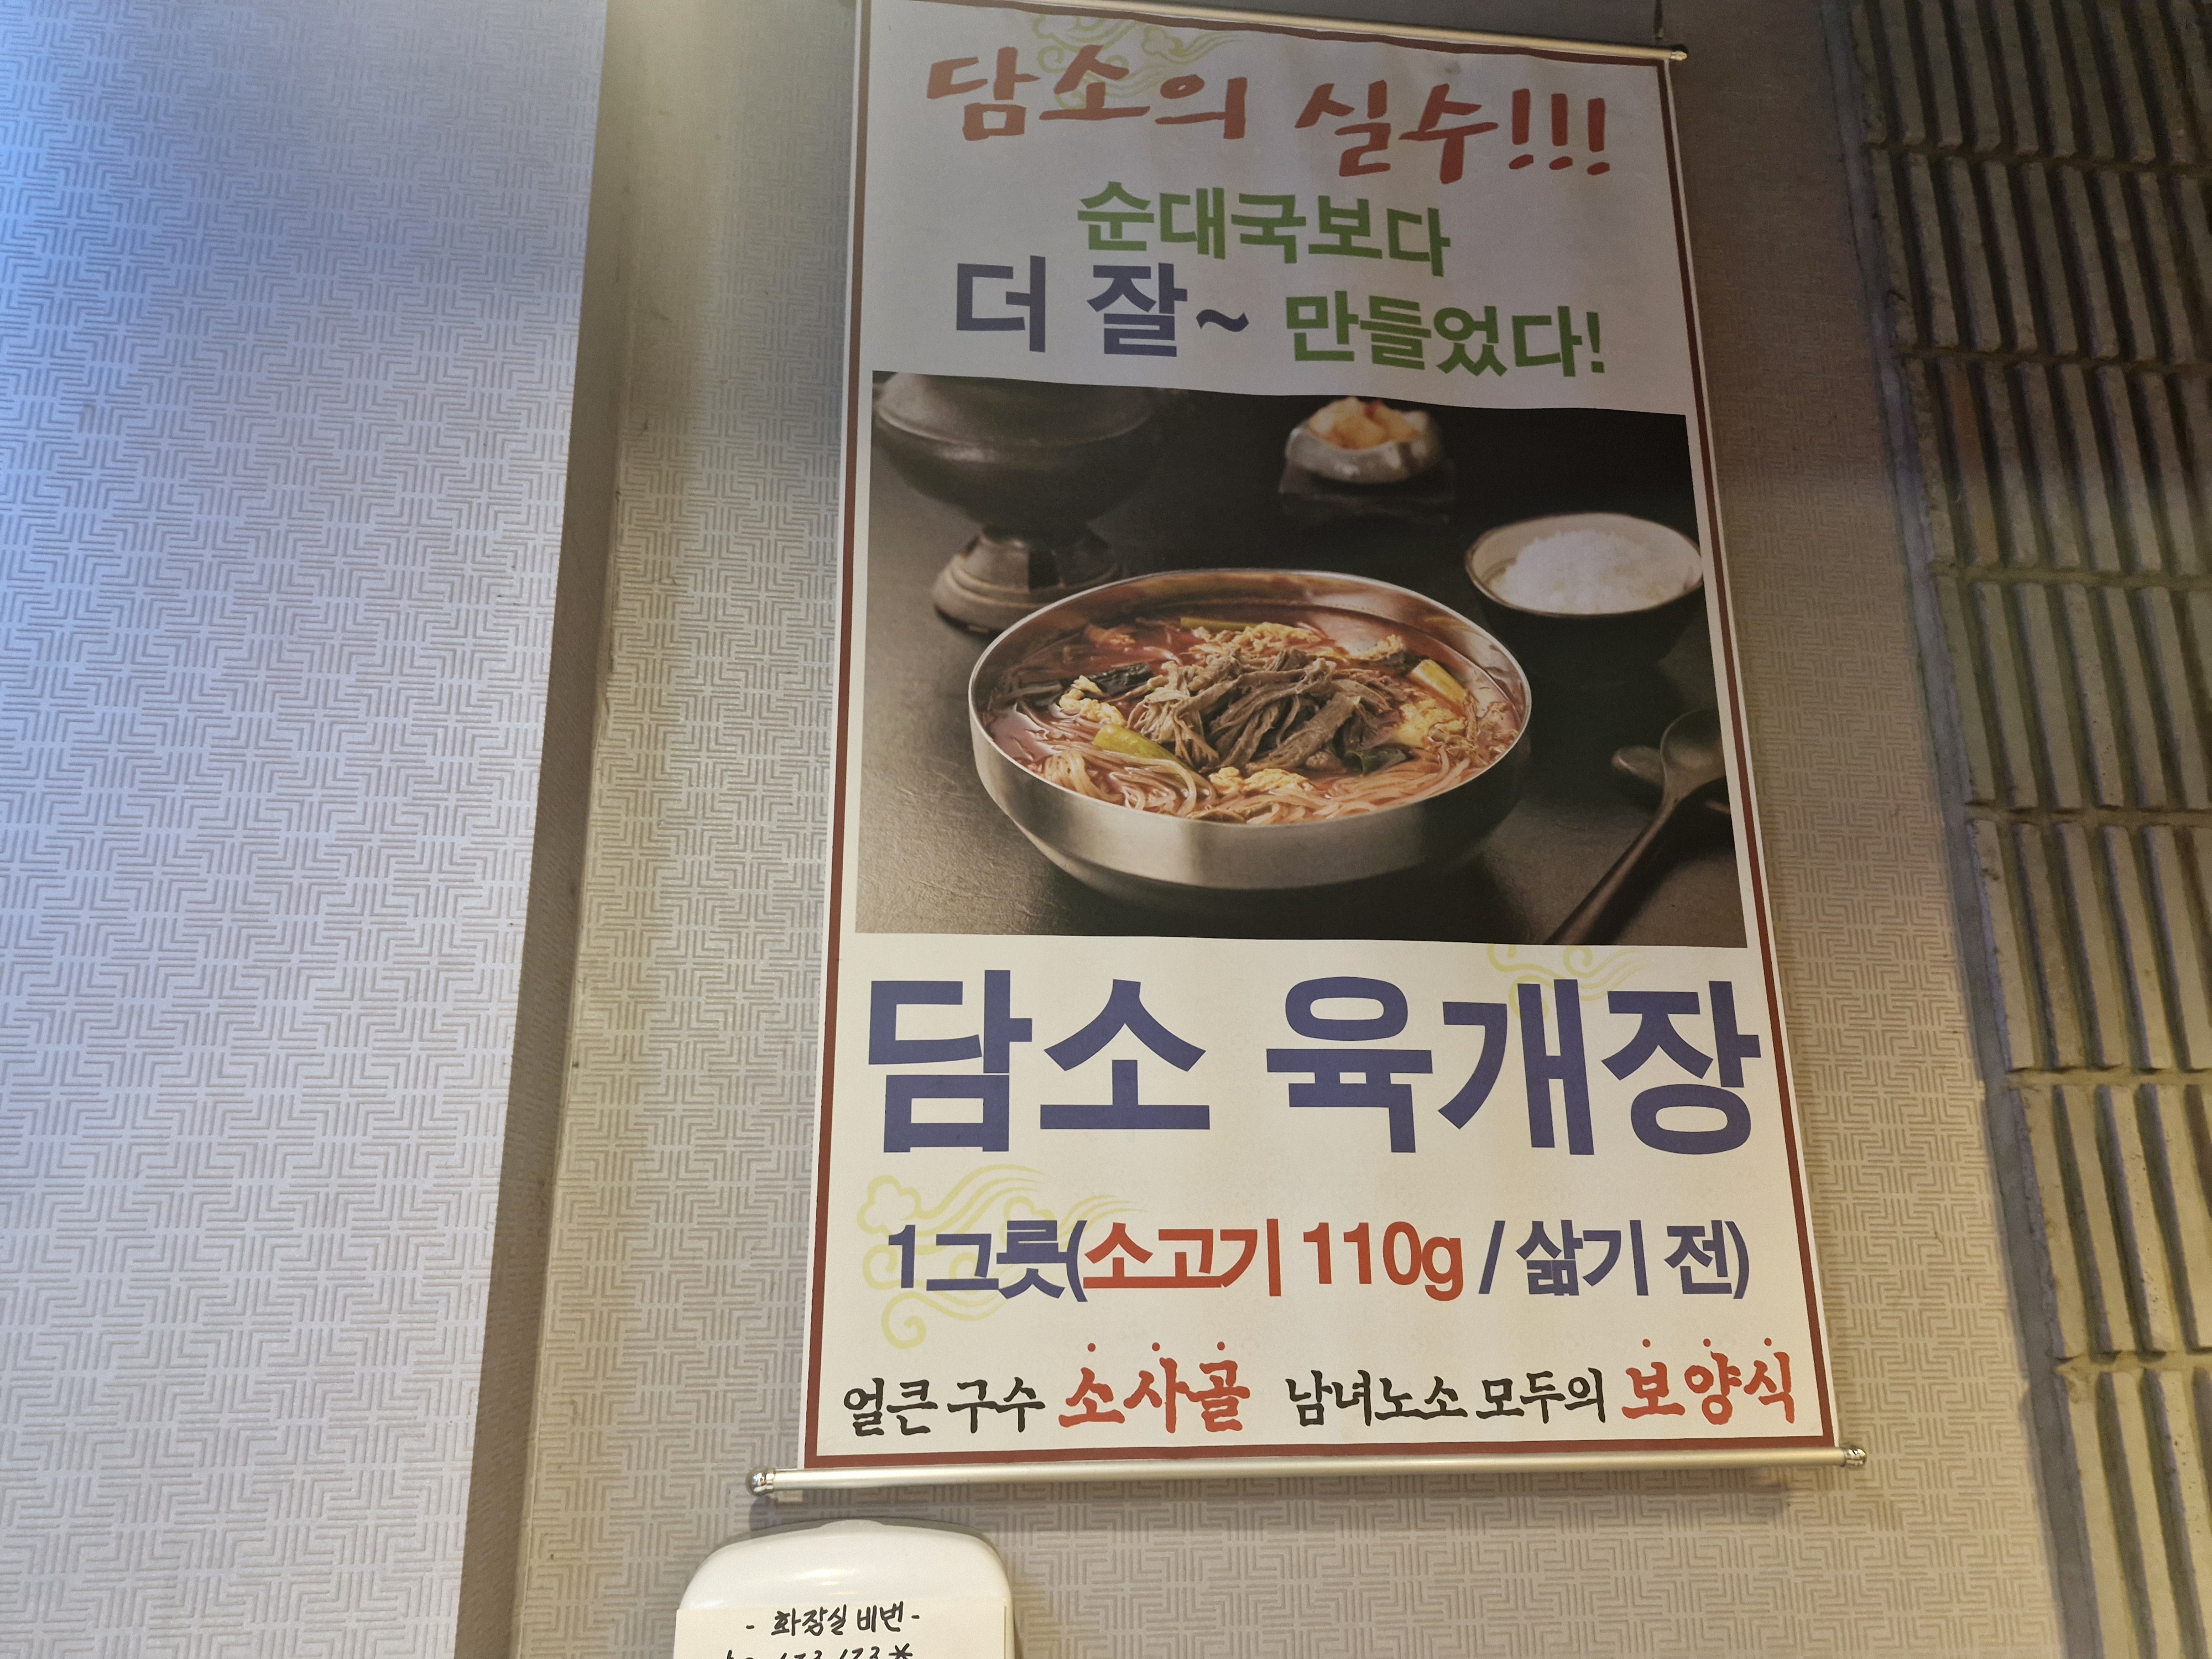 담소의 실수!!!
순대국보다
더 잘~ 만들었다!
담소 육개장
1그릇(소고기 110g / 삶기 전)
얼큰 구수 소사골 남녀노소 모두의 보양식
- 화장실 비번-